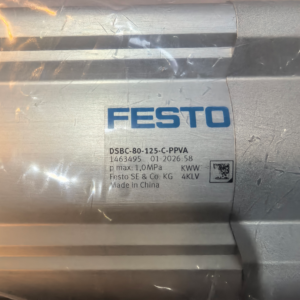 FESTO
DSBC-80-125-C-PPVA
1463495 01-2026 S8
p max. 1,0MPa KWW
Festo SE & Co. KG 4KLV
Made in China